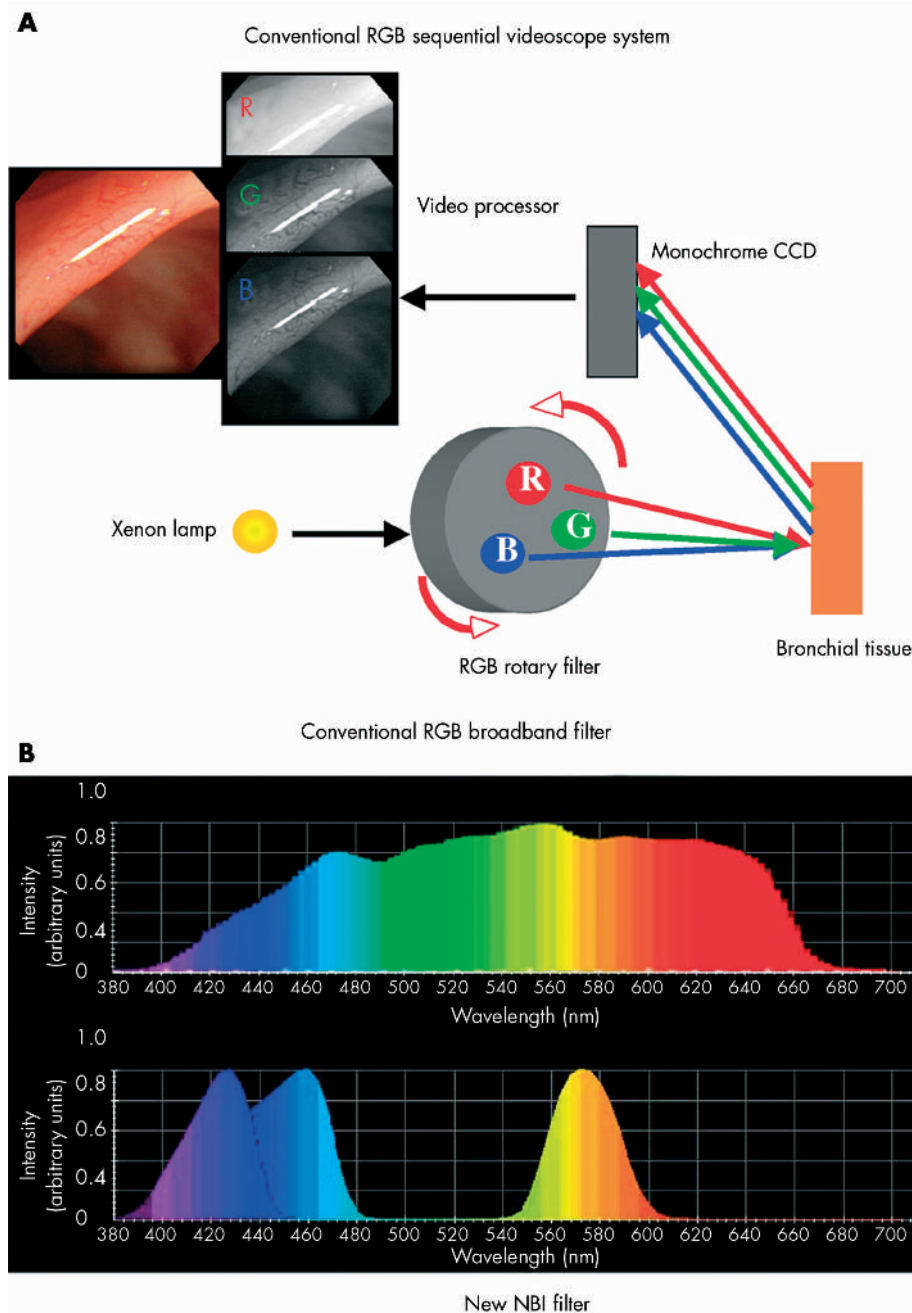 A
Conventional RGB sequential videoscope system
R
G
B
Video processor
Monochrome CCD
Xenon lamp
R
G
B
RGB rotary filter
Bronchial tissue
Conventional RGB broadband filter
B
1.0
0.8
0.6
0.4
0
Intensity
(arbitrary units)
380 400 420 440 460 480 500 520 540 560 580 600 620 640 660 680 700
Wavelength (nm)
1.0
0.8
0.6
0.4
0
Intensity
(arbitrary units)
380 400 420 440 460 480 500 520 540 560 580 600 620 640 660 680 700
Wavelength (nm)
New NBI filter